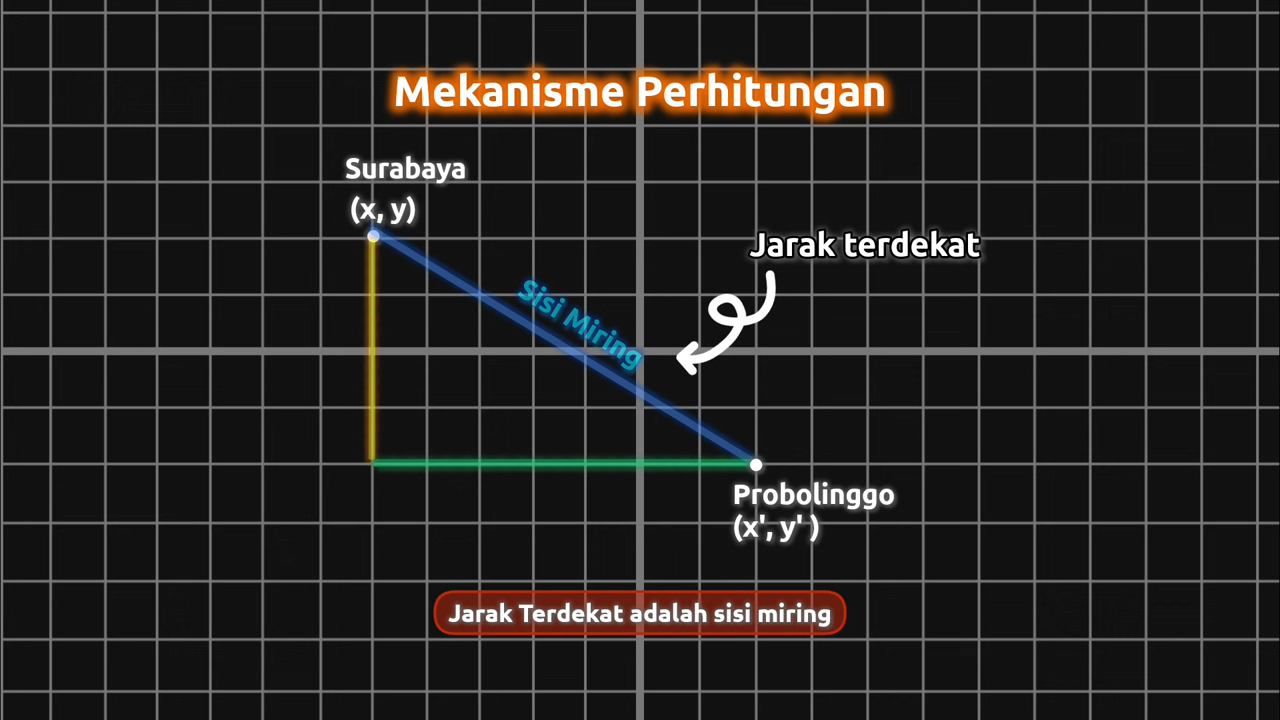 Mekanisme Perhitungan
Surabaya
(x, y)
Jarak terdekat
Sisi Miring
Probolinggo
(x', y' )
Jarak Terdekat adalah sisi miring